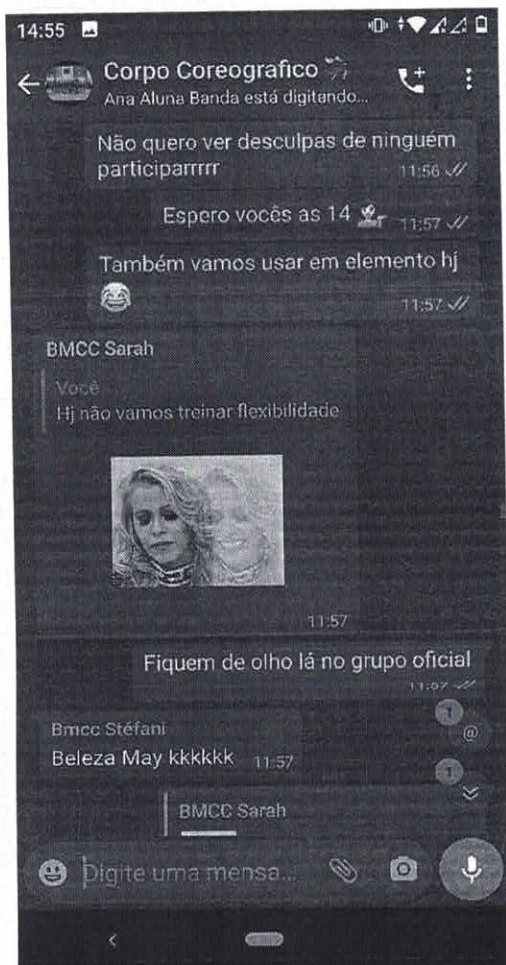 14:55
Corpo Coreografico
Ana Aluna Banda está digitando...
Não quero ver desculpas de ninguém
participarrrrr
11:56
Espero vocês as 14
11:57
Também vamos usar em elemento hj
11:57
BMCC Sarah
Você
Hj não vamos treinar flexibilidade
11:57
Fiquem de olho lá no grupo oficial
11:57
1
@
Bmcc Stéfani
Beleza May kkkkkk 11:57
1
BMCC Sarah
Digite uma mensa...